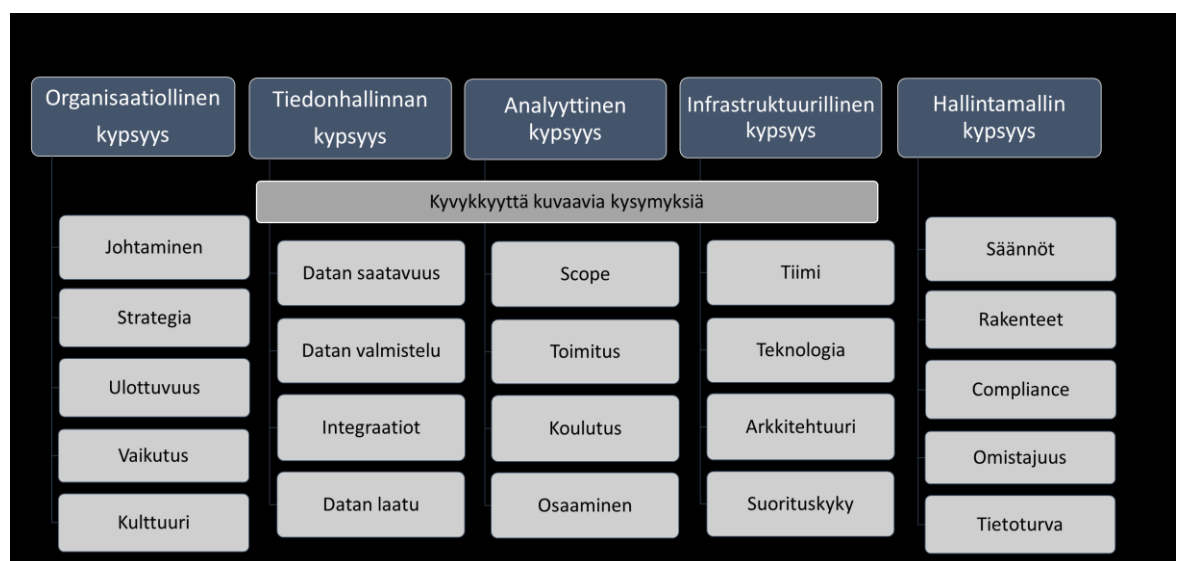 Organisaatiollinen
kypsyys
Tiedonhallinnan
kypsyys
Analyyttinen
kypsyys
Infrastruktuurillinen
kypsyys
Hallintamallin
kypsyys
Kyvykkyyttä kuvaavia kysymyksiä
Johtaminen
Strategia
Ulottuvuus
Vaikutus
Kulttuuri
Datan saatavuus
Datan valmistelu
Integraatiot
Datan laatu
Scope
Toimitus
Koulutus
Osaaminen
Tiimi
Teknologia
Arkkitehtuuri
Suorituskyky
Säännöt
Rakenteet
Compliance
Omistajuus
Tietoturva